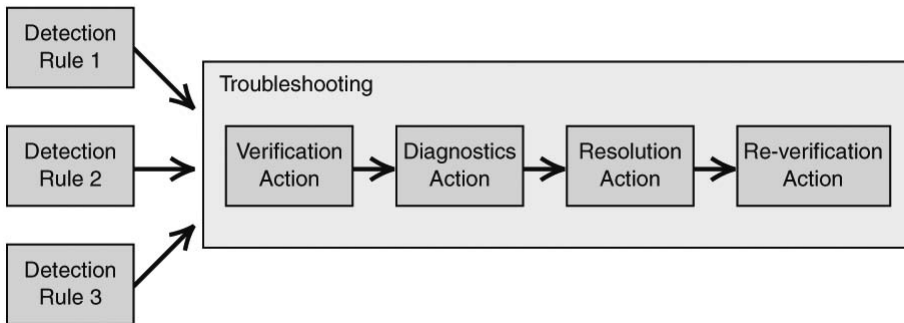 Detection
Rule 1
Troubleshooting
Detection
Rule 2
Verification
Action
Diagnostics
Action
Resolution
Action
Re-verification
Action
Detection
Rule 3